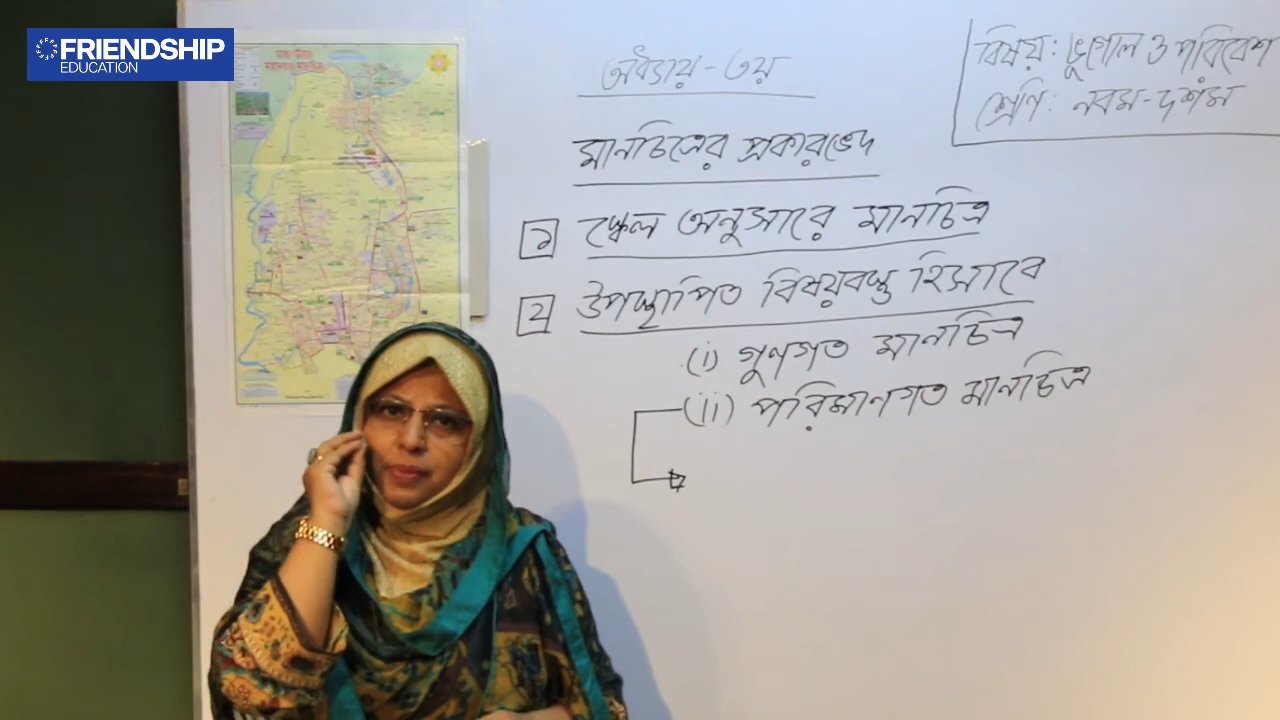 FRIENDSHIP
EDUCATION
বিষয়: ভূগোল ও পরিবেশ
শ্রেণি: নবম-দশম
অধ্যায় - ৩য়
মানচিত্রের প্রকারভেদ
১ স্কেল অনুসারে মানচিত্র
২ উপস্থাপিত বিষয়বস্তু হিসাবে
(i) গুণগত মানচিত্র
(ii) পরিমাণগত মানচিত্র